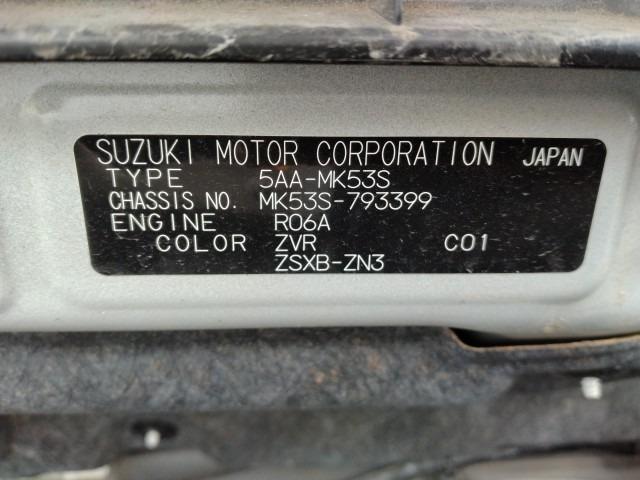 SUZUKI MOTOR CORPORATION JAPAN
TYPE 5AA-MK53S
CHASSIS NO. MK53S-793399
ENGINE R06A
COLOR ZVR C01
ZSXB-ZN3